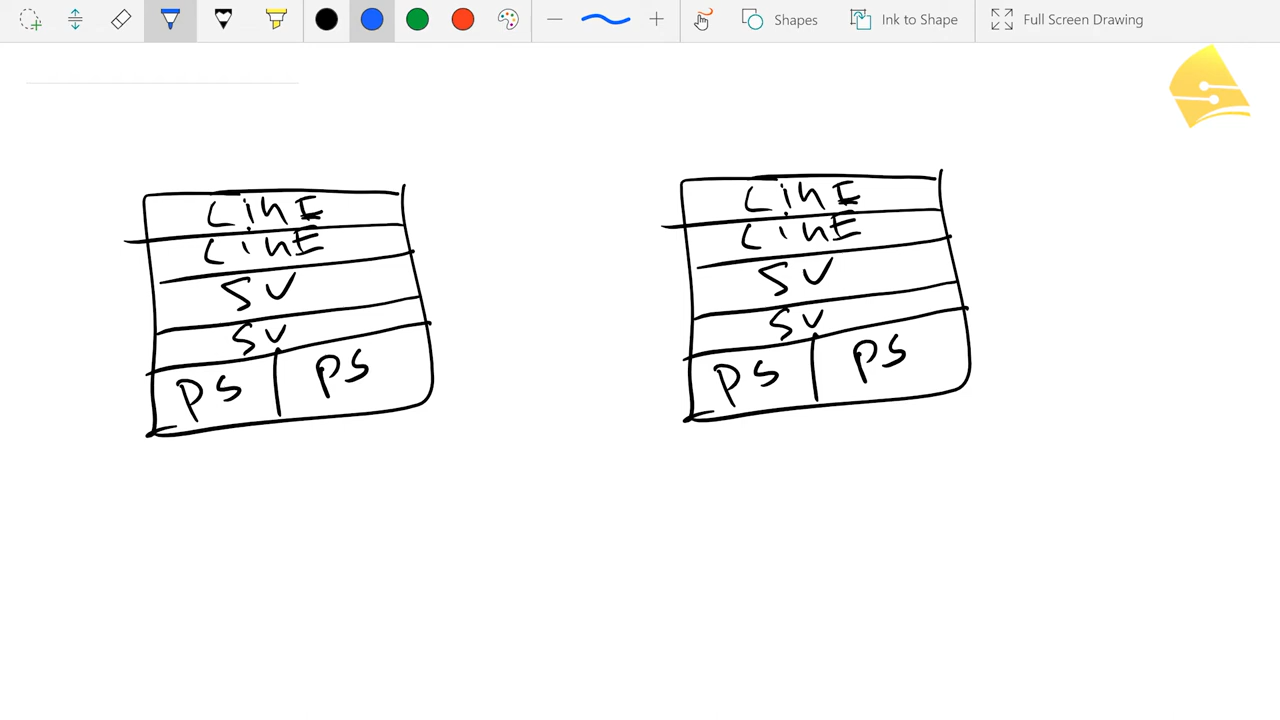 Shapes Ink to Shape Full Screen Drawing
LinE LinE
LinE LinE
SV SV
SV SV
PS PS PS PS